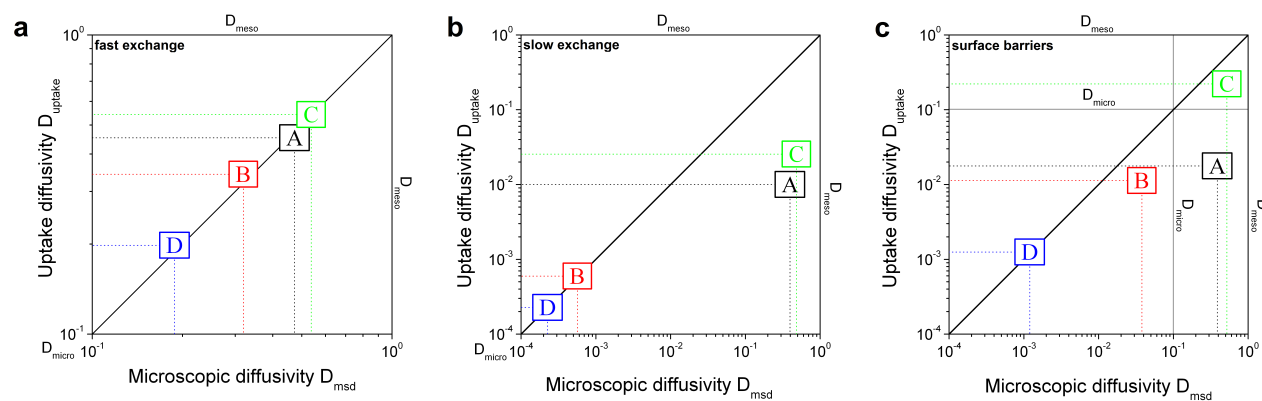 a
D_meso
fast exchange
10^0
C
A
B
D
10^-1
D_micro
10^-1
10^0
Uptake diffusivity D_uptake
D_meso
Microscopic diffusivity D_msd
b
D_meso
slow exchange
10^0
10^-1
10^-2
10^-3
10^-4
C
A
B
D
D_micro
10^-4
10^-3
10^-2
10^-1
10^0
Uptake diffusivity D_uptake
D_meso
Microscopic diffusivity D_msd
c
D_meso
surface barriers
10^0
10^-1
10^-2
10^-3
10^-4
C
D_micro
A
B
D
D_micro
D_meso
10^-4
10^-3
10^-2
10^-1
10^0
Uptake diffusivity D_uptake
Microscopic diffusivity D_msd